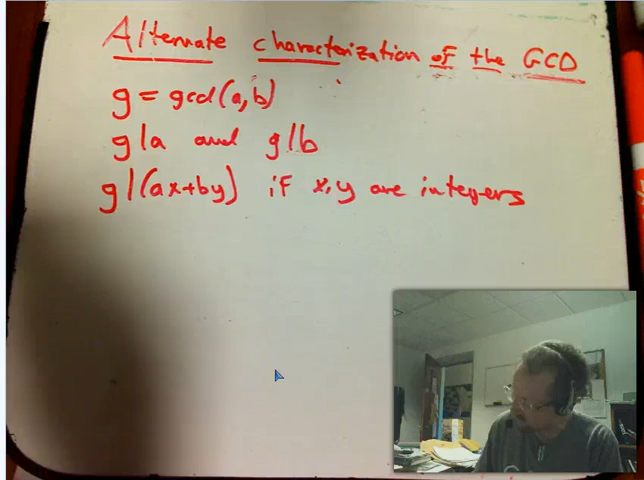 Alternate characterization of the GCD
g = gcd(a,b)
g|a and g|b
g|(ax+by) if x,y are integers